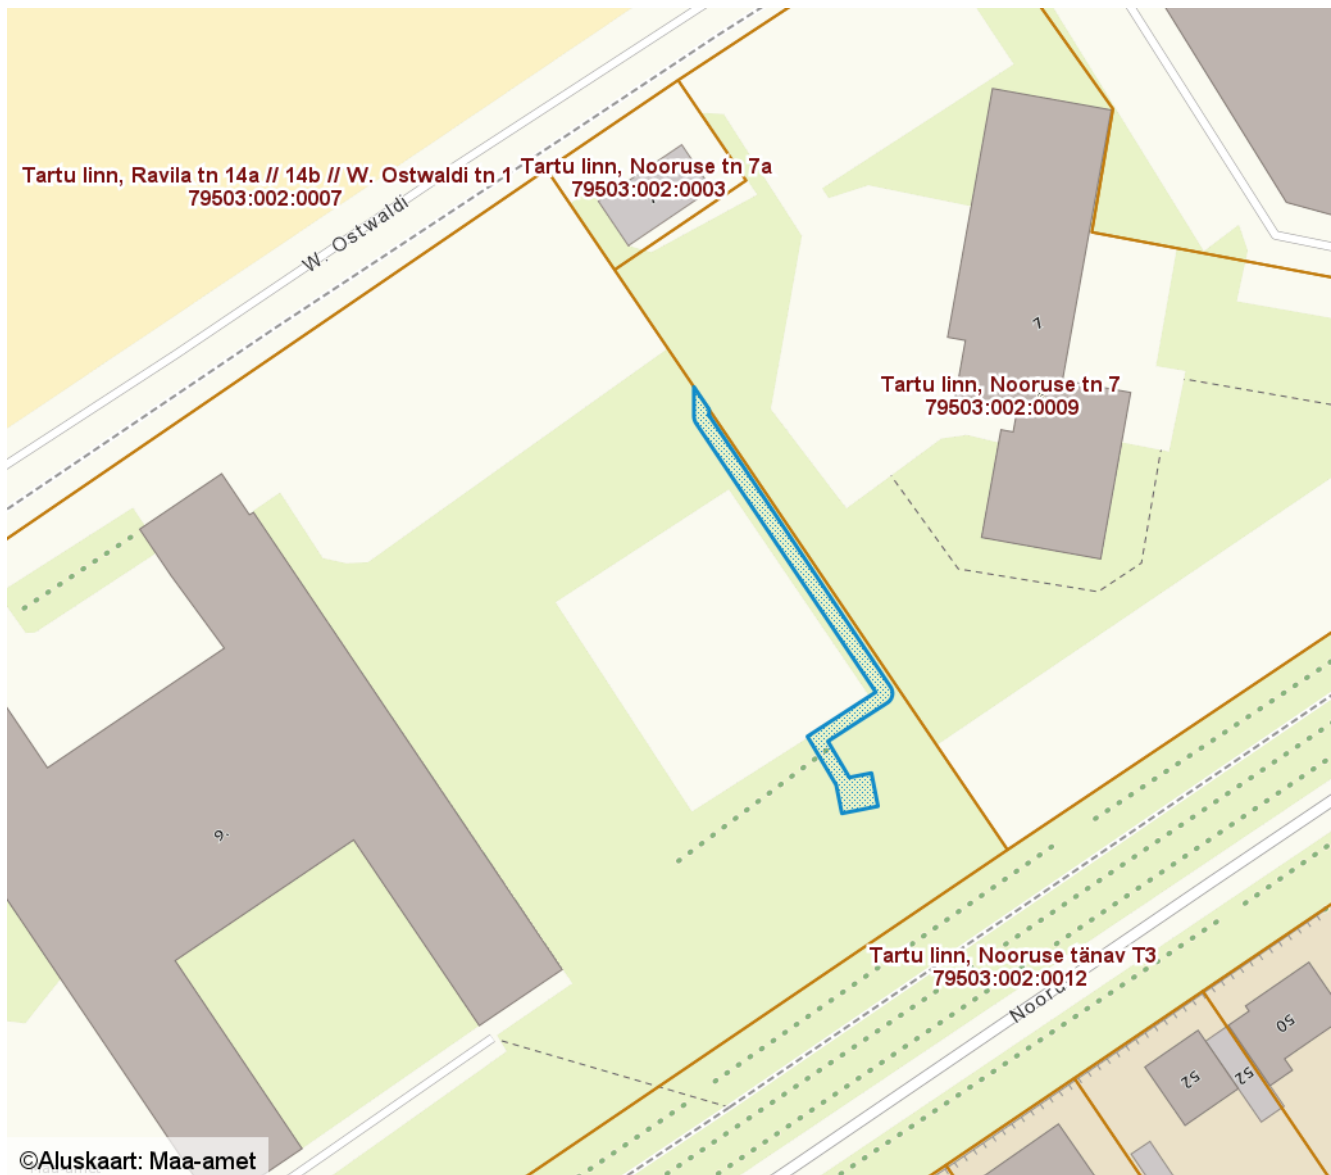 Tartu linn, Ravila tn 14a // 14b // W. Ostwaldi tn 1
79503:002:0007
Tartu linn, Nooruse tn 7a
79503:002:0003
W. Ostwaldi
7
Tartu linn, Nooruse tn 7
79503:002:0009
9.
Tartu linn, Nooruse tänav T3
79503:002:0012
Nooru
50
52
52
©Aluskaart: Maa-amet